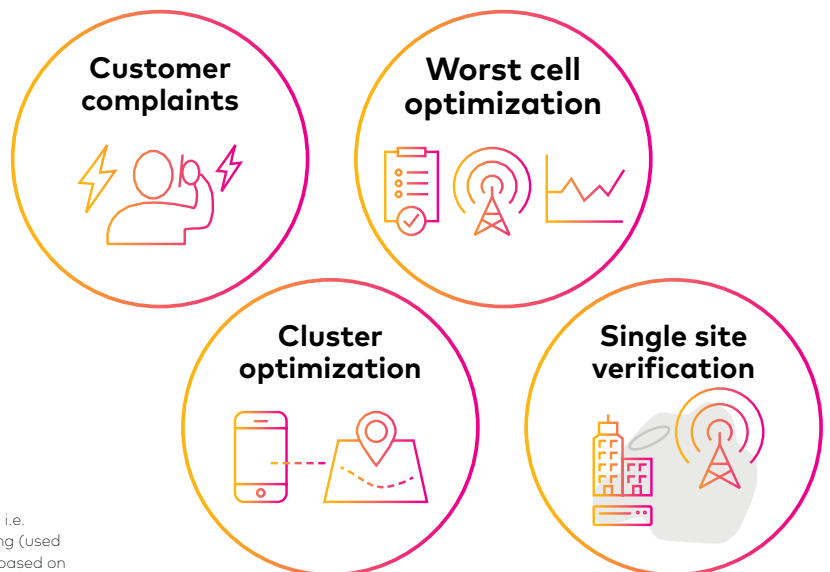 Customer
complaints
Worst cell
optimization
Cluster
optimization
Single site
verification
i.e.
ng (used
based on